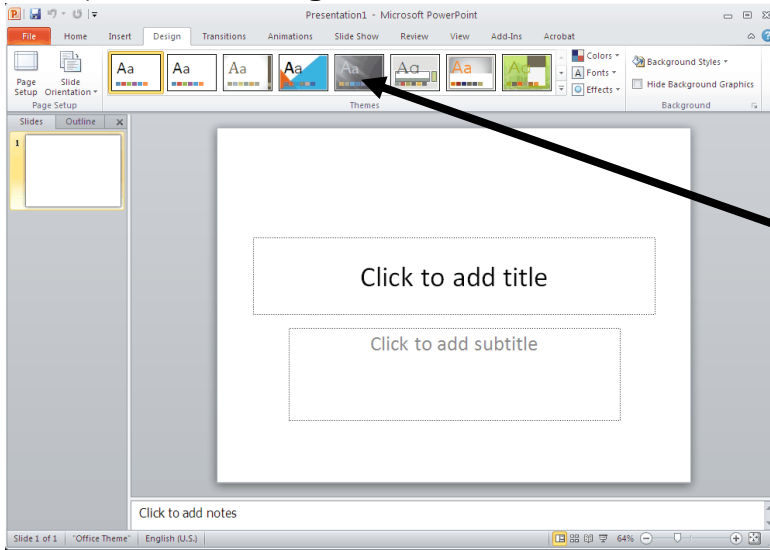 Presentation1 - Microsoft PowerPoint
File Home Insert Design Transitions Animations Slide Show Review View Add-Ins Acrobat
Page Setup
Slide Orientation
Page Setup
Aa Aa Aa Aa Aa Aa Aa Aa
Themes
Colors
Fonts
Effects
Background Styles
Hide Background Graphics
Background
Slides Outline
1
Click to add title
Click to add subtitle
Click to add notes
Slide 1 of 1 "Office Theme" English (U.S.) 64%